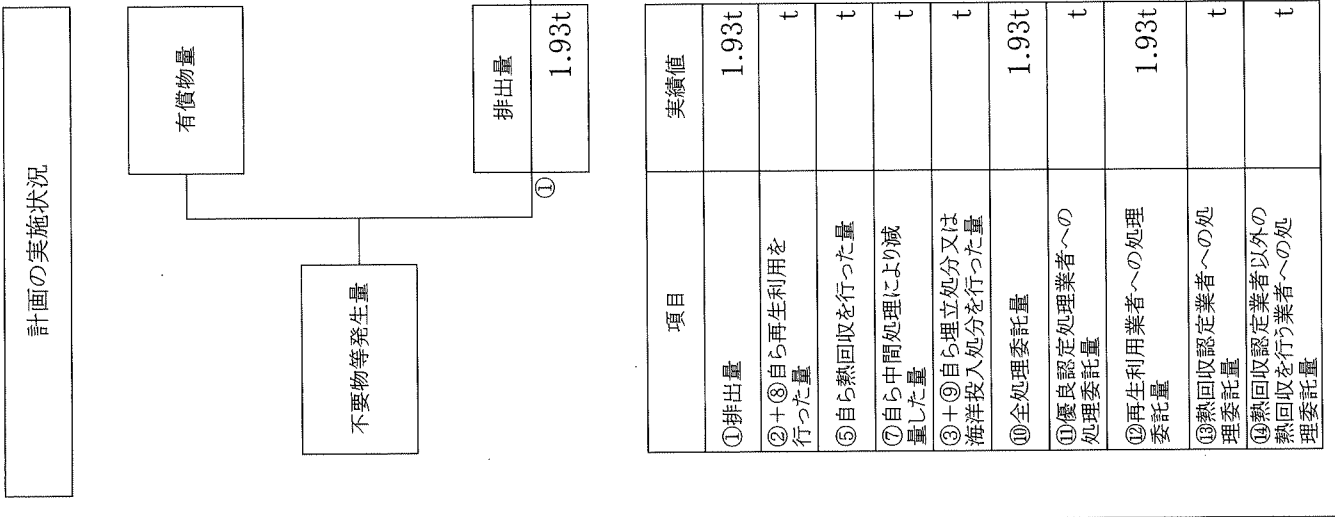 計画の実施状況
有償物量
不要物等発生量
排出量
①
1.93t
項目
実績値
①排出量
1.93t
②+⑧自ら再生利用を
行った量
t
⑤自ら熱回収を行った量
t
⑦自ら中間処理により減
量した量
t
③+⑨自ら埋立処分又は
海洋投入処分を行った量
t
⑩全処理委託量
1.93t
⑪優良認定処理業者への
処理委託量
t
⑫再生利用業者への処理
委託量
1.93t
⑬熱回収認定業者への処
理委託量
t
⑭熱回収認定業者以外の
熱回収を行う業者への処
理委託量
t